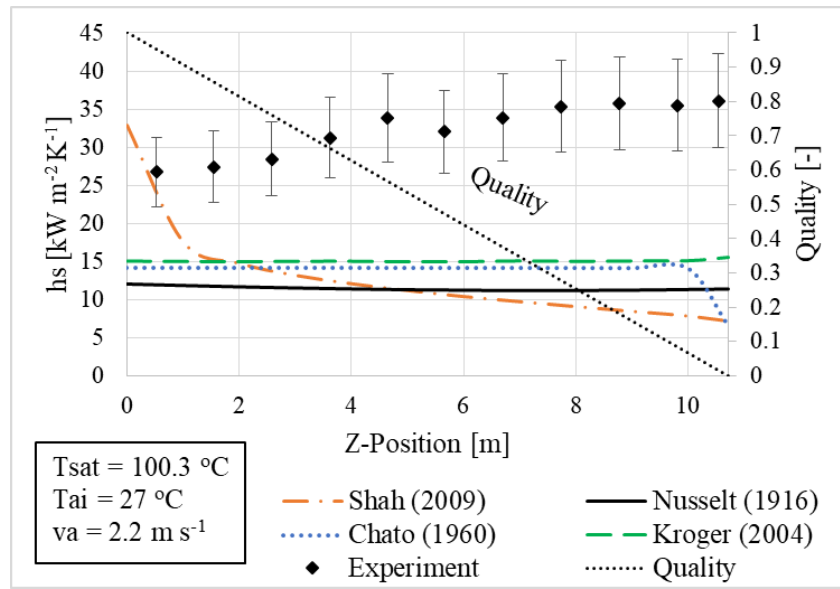 45
40
35
30
25
20
15
10
5
0
hs [kW m⁻²K⁻¹]
1
0.9
0.8
0.7
0.6
0.5
0.4
0.3
0.2
0.1
0
Quality [-]
Quality
0 2 4 6 8 10
Z-Position [m]
Tsat = 100.3 °C
Tai = 27 °C
va = 2.2 m s⁻¹
Shah (2009) Nusselt (1916)
Chato (1960) Kroger (2004)
Experiment Quality